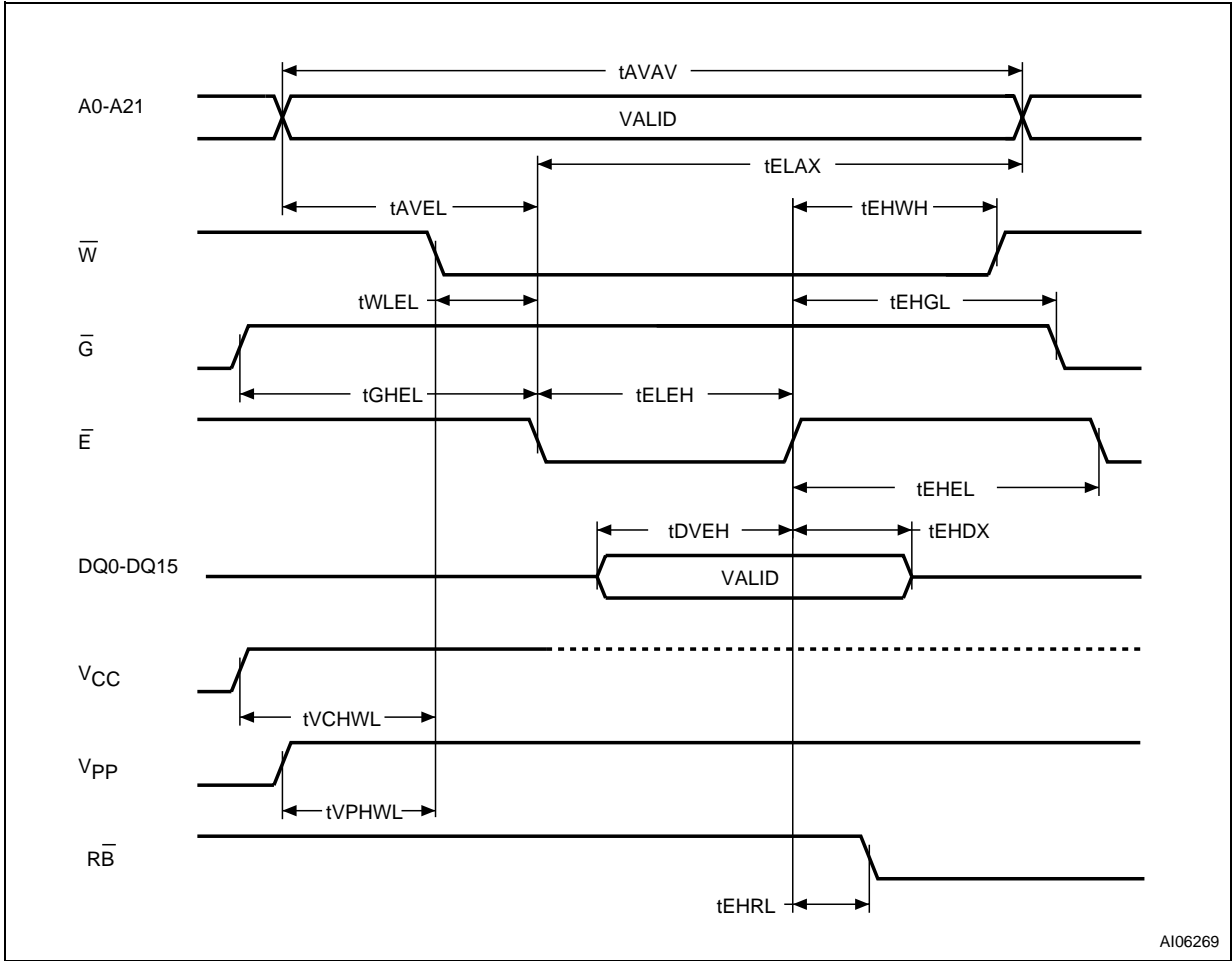 tAVAV
A0-A21
VALID
tELAX
tAVEL
tEHWH
W̅
tWLEL
tEHGL
G̅
tGHEL
tELEH
E̅
tEHEL
tDVEH
tEHDX
DQ0-DQ15
VALID
VCC
tVCHWL
VPP
tVPHWL
RB̅
tEHRL
AI06269